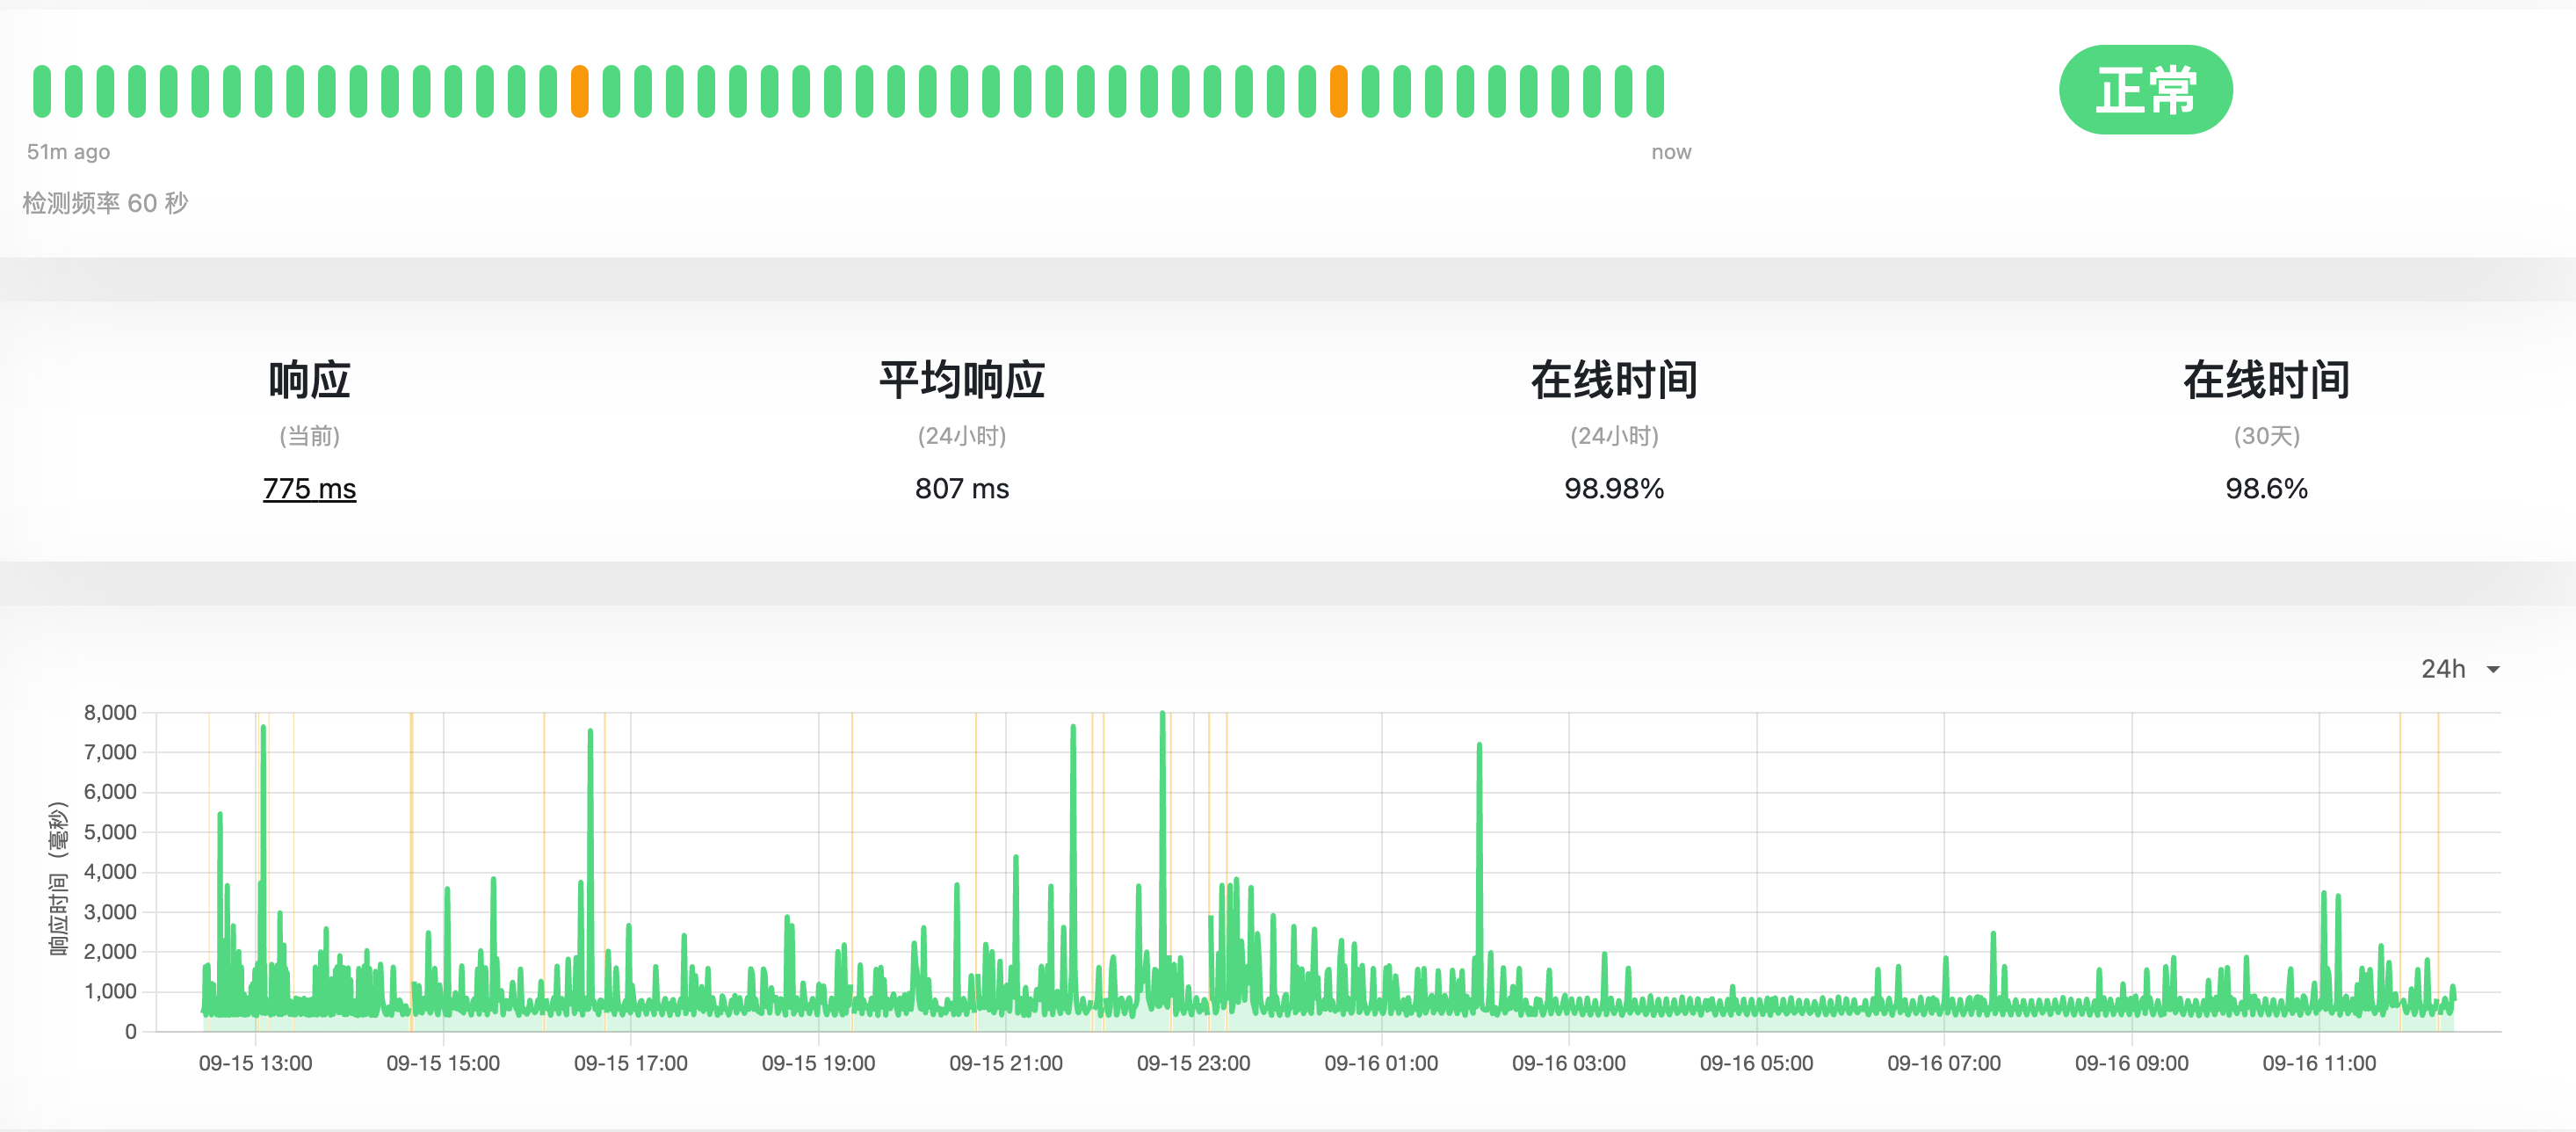 正常
51m ago
now
检测频率 60 秒
响应
(当前)
775 ms
平均响应
(24小时)
807 ms
在线时间
(24小时)
98.98%
在线时间
(30天)
98.6%
24h
响应时间（毫秒）
8,000
7,000
6,000
5,000
4,000
3,000
2,000
1,000
0
09-15 13:00
09-15 15:00
09-15 17:00
09-15 19:00
09-15 21:00
09-15 23:00
09-16 01:00
09-16 03:00
09-16 05:00
09-16 07:00
09-16 09:00
09-16 11:00